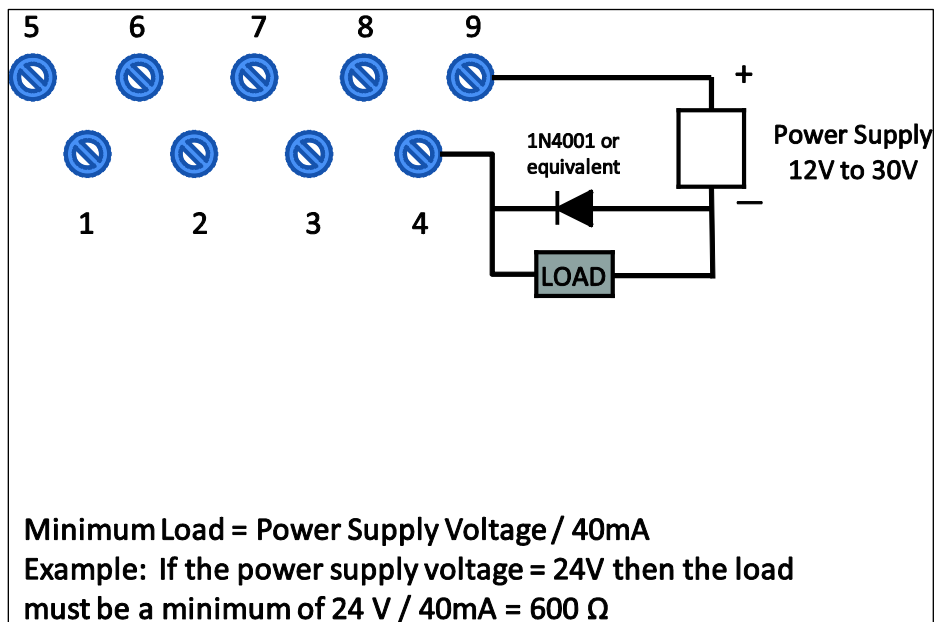 5 6 7 8 9
+
1N4001 or
equivalent
Power Supply
12V to 30V
—
1 2 3 4
LOAD
Minimum Load = Power Supply Voltage / 40mA
Example: If the power supply voltage = 24V then the load
must be a minimum of 24 V / 40mA = 600 Ω